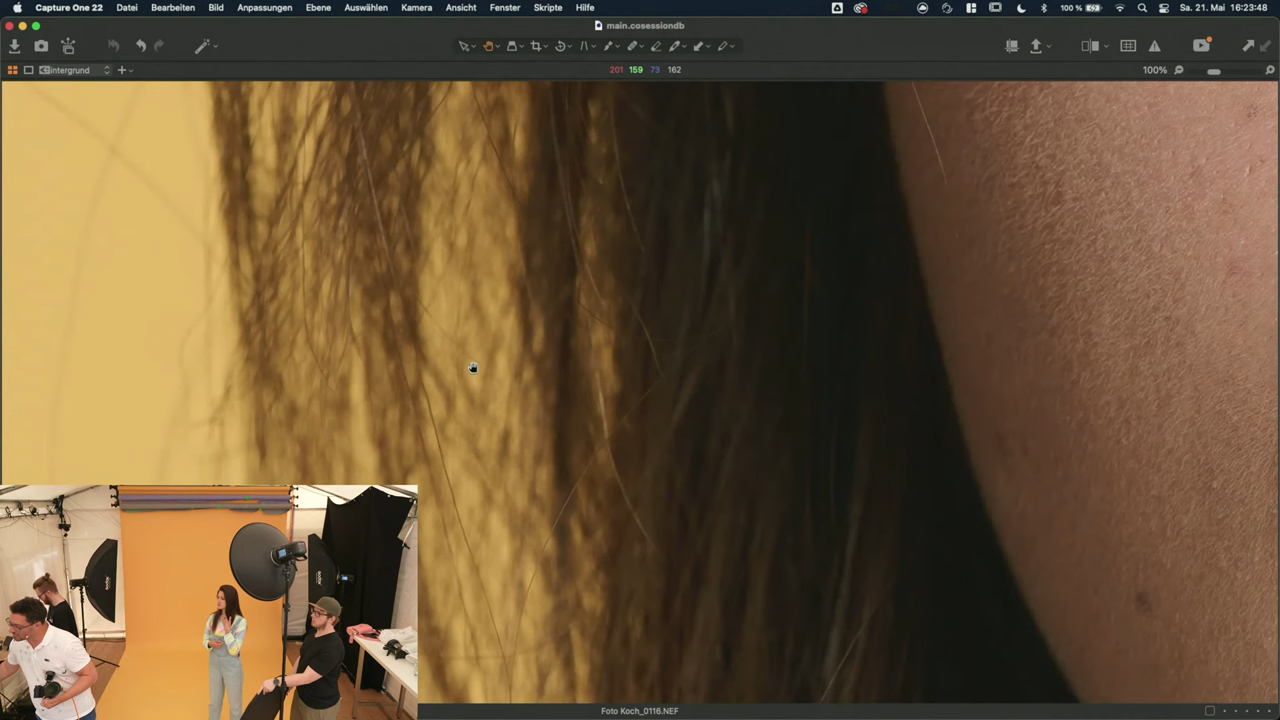 Capture One 22 Datei Bearbeiten Bild Anpassungen Ebene Auswählen Kamera Ansicht Fenster Skripte Hilfe 100 % Sa. 21. Mai 16:23:48
main.cosessiondb
Hintergrund 201 159 73 162 100%
Foto Koch_0116.NEF